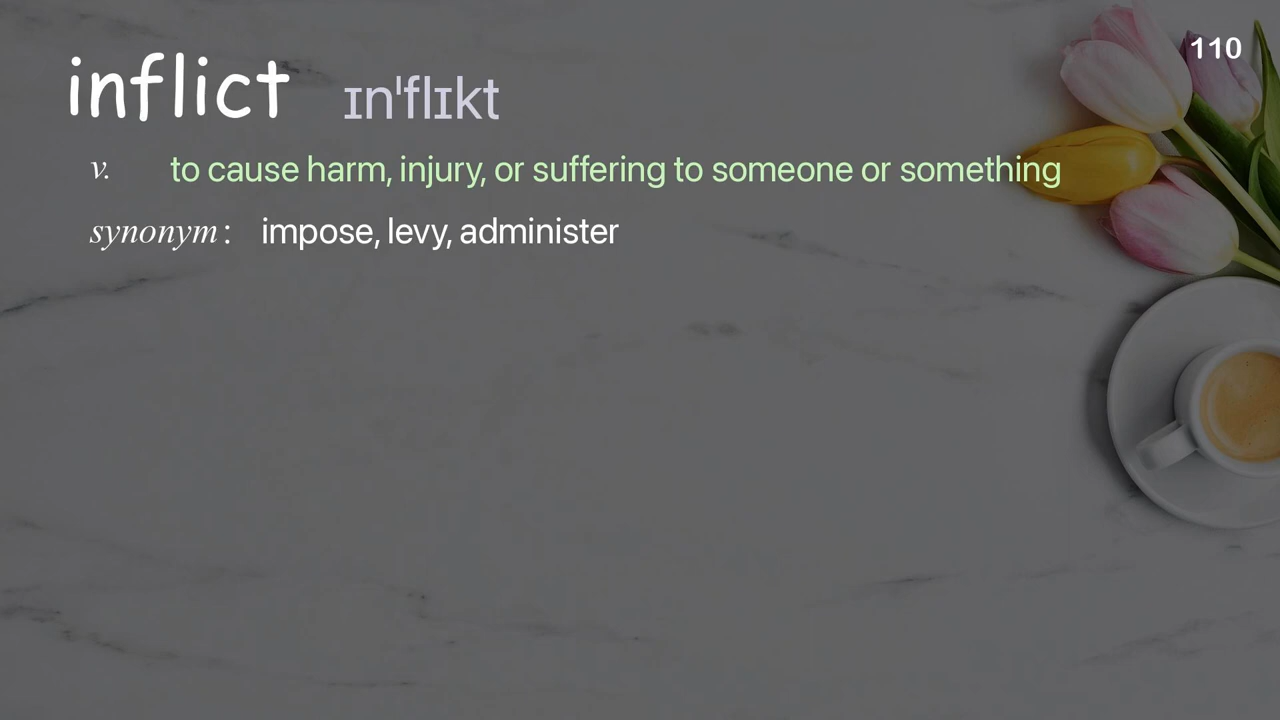 110
inflict ɪnˈflɪkt
v. to cause harm, injury, or suffering to someone or something
synonym : impose, levy, administer